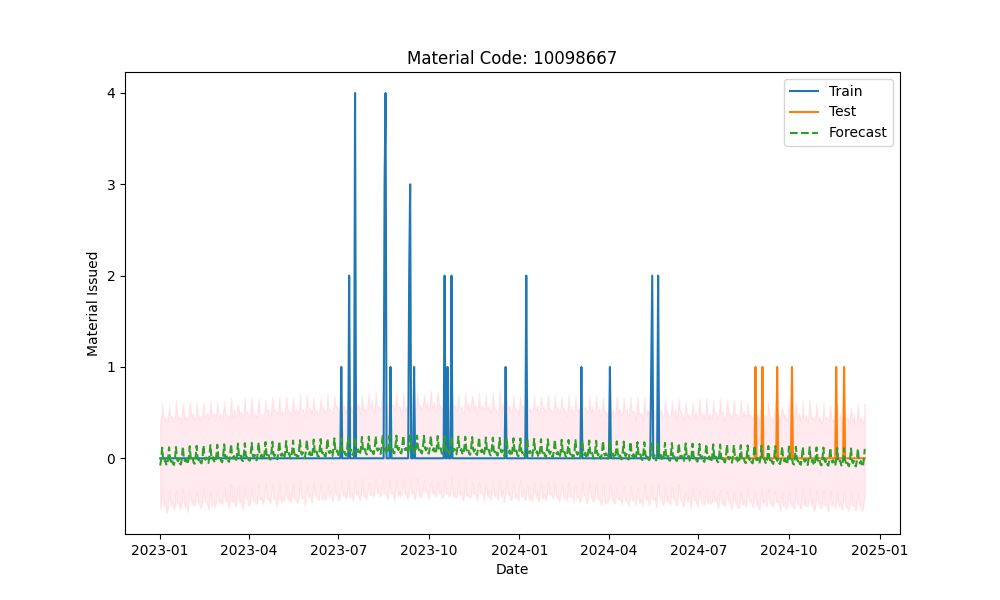 Material Code: 10098667
Train
Test
Forecast
Material Issued
4
3
2
1
0
2023-01 2023-04 2023-07 2023-10 2024-01 2024-04 2024-07 2024-10 2025-01
Date